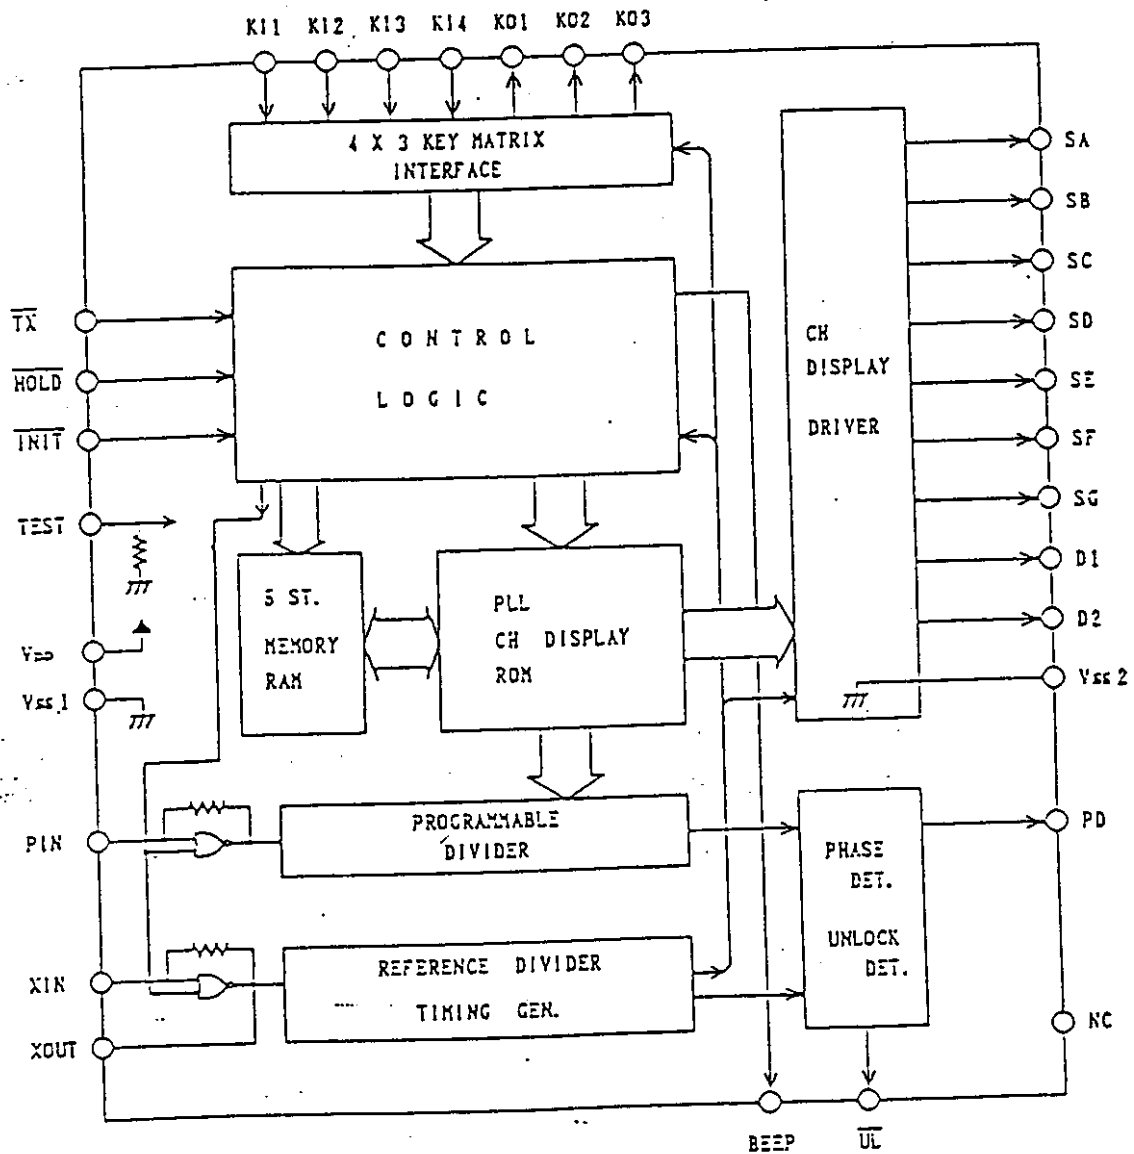 KI1 KI2 KI3 KI4 KO1 KO2 KO3
4 X 3 KEY MATRIX
INTERFACE
SA
SB
SC
SD
SE
SF
SG
D1
D2
Vss 2
PD
NC
TX
HOLD
INIT
TEST
VDD
Vss 1
PIN
XIN
XOUT
CONTROL
LOGIC
CH
DISPLAY
DRIVER
5 ST.
MEMORY
RAM
PLL
CH DISPLAY
ROM
PROGRAMMABLE
DIVIDER
PHASE
DET.
UNLOCK
DET.
REFERENCE DIVIDER
TIMING GEN.
BEEP
UL